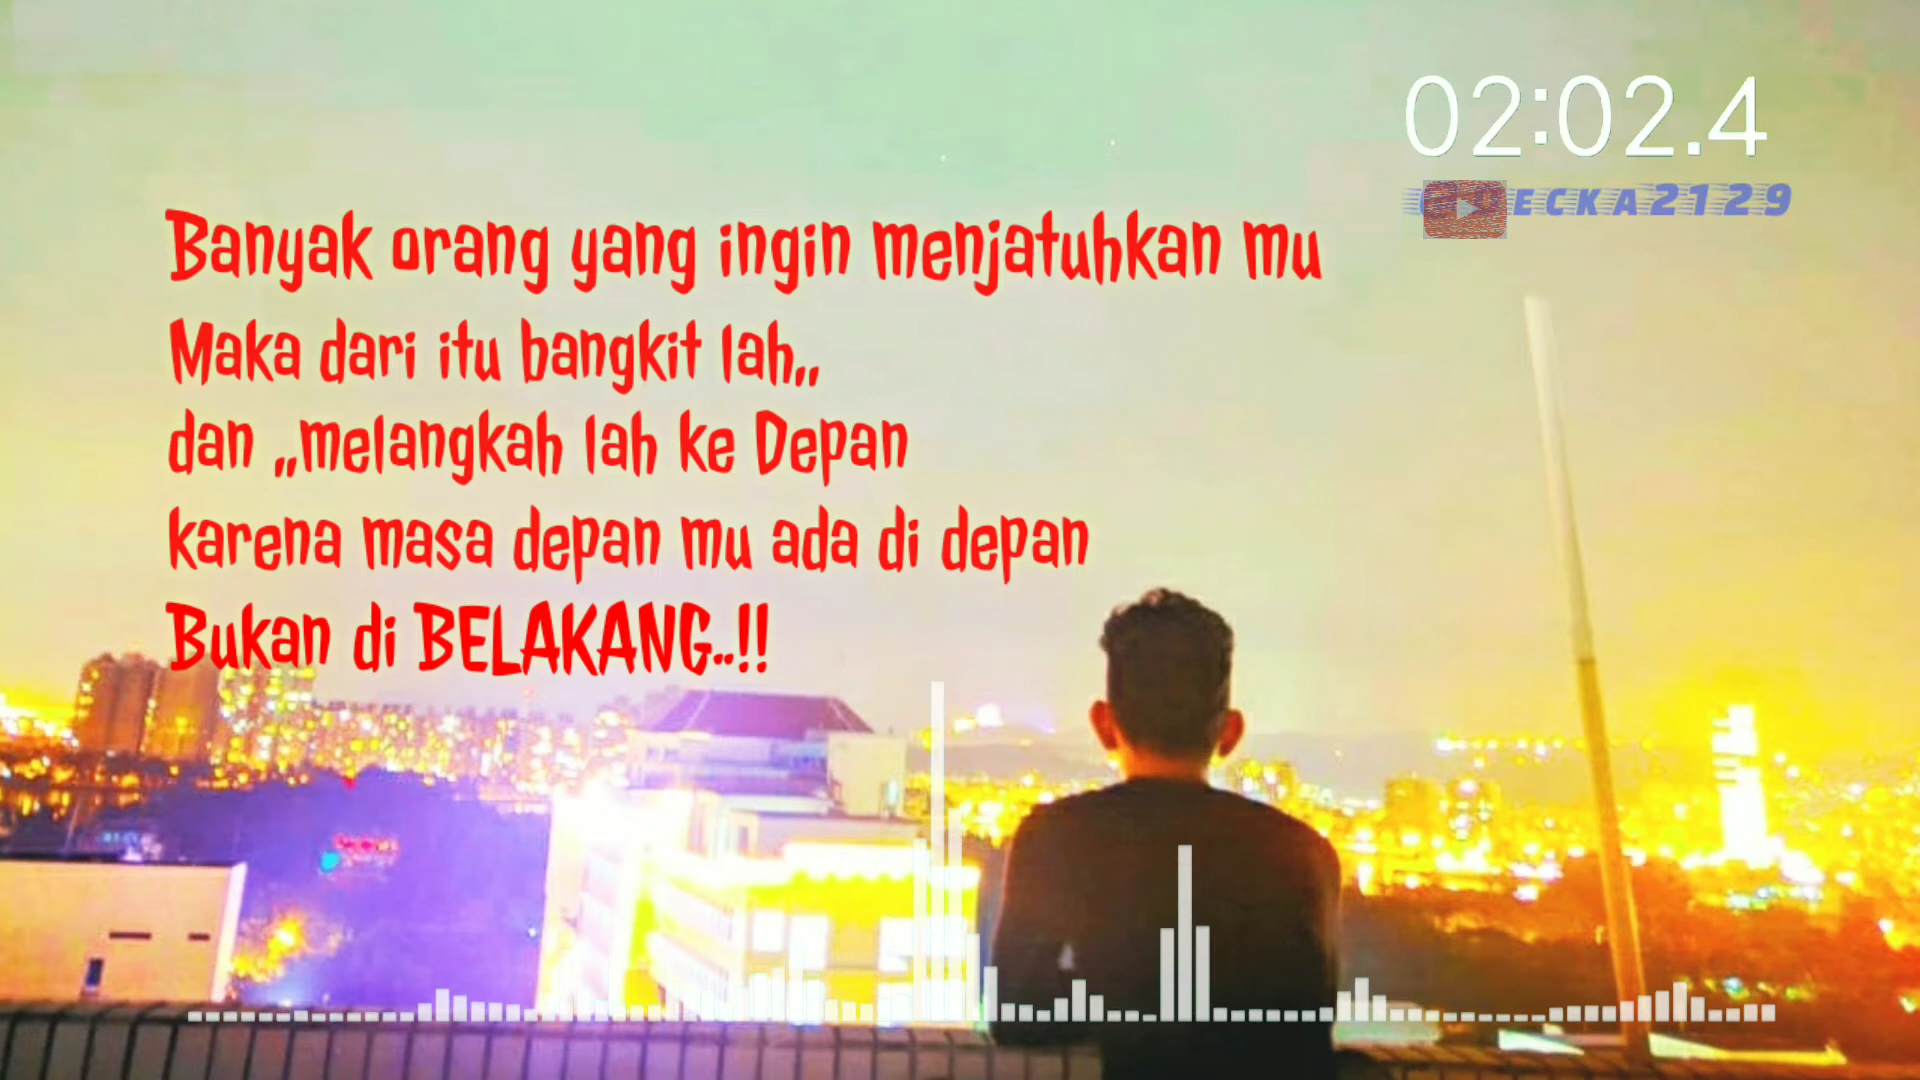 02:02.4
Banyak orang yang ingin menjatuhkan mu
Maka dari itu bangkit lah,,
dan ,,melangkah lah ke Depan
karena masa depan mu ada di depan
Bukan di BELAKANG..!!